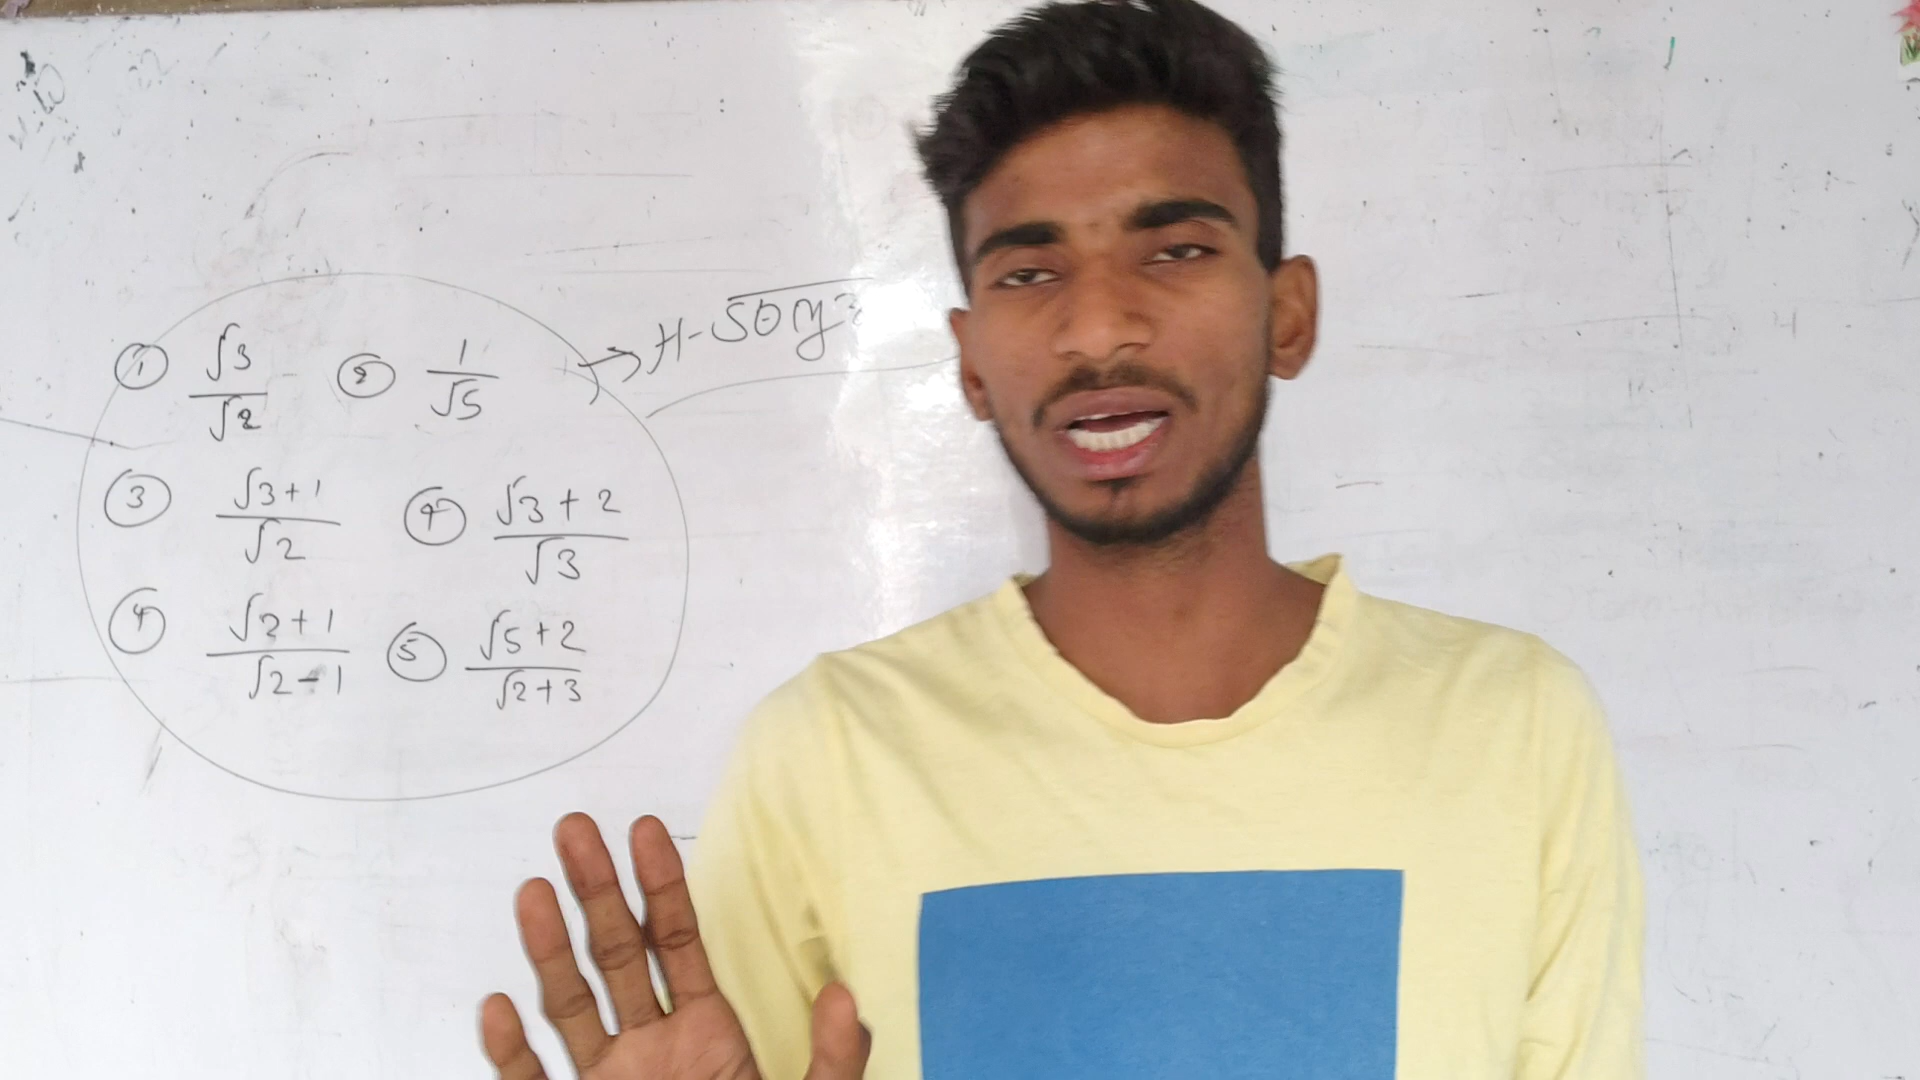 ① √3/√2 ② 1/√5
③ (√3+1)/√2 ④ (√3+2)/√3
④ (√2+1)/(√2-1) ⑤ (√5+2)/(√2+3)